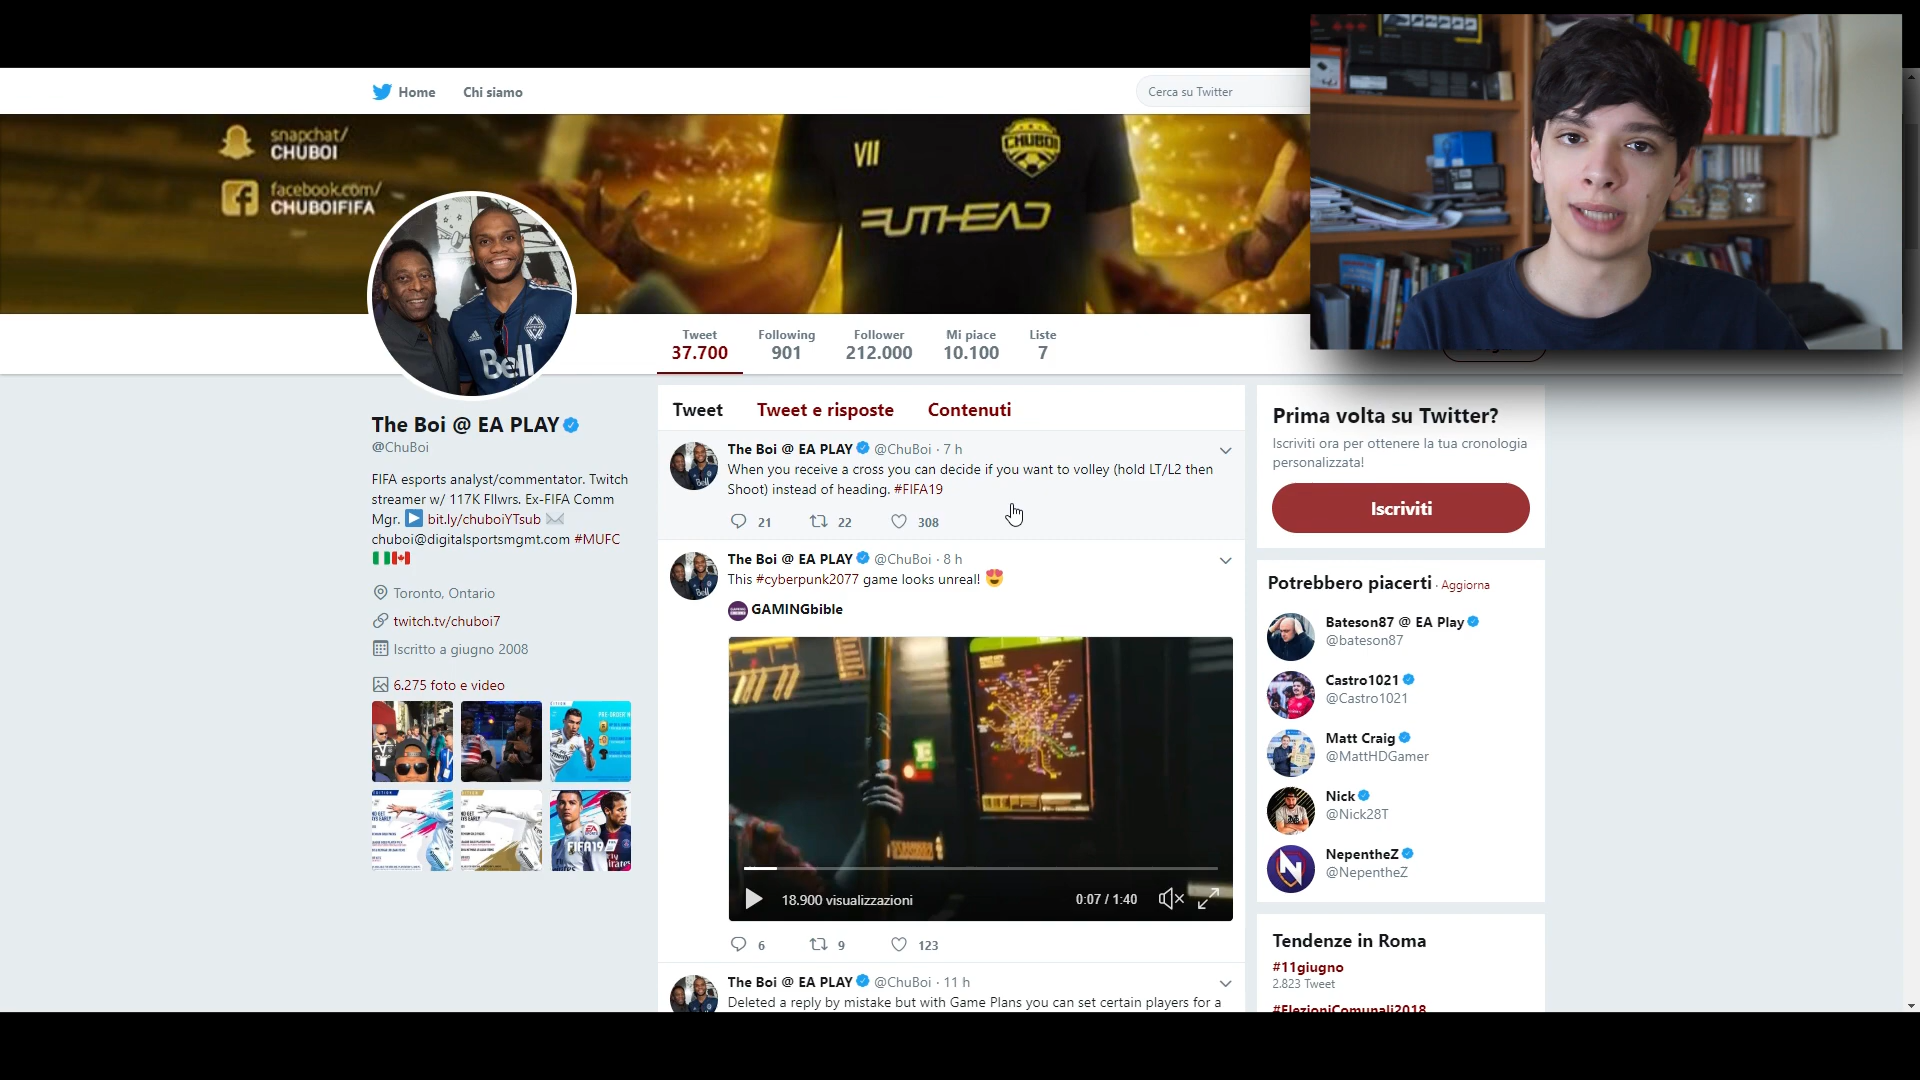 Home
Chi siamo
Cerca su Twitter
snapchat/
CHUBOI
facebook.com/
CHUBOIFIFA
VII
CHUBOI
FUTHEAD
Bell
Tweet
37.700
Following
901
Follower
212.000
Mi piace
10.100
Liste
7
The Boi @ EA PLAY
@ChuBoi
FIFA esports analyst/commentator. Twitch
streamer w/ 117K Fllwrs. Ex-FIFA Comm
Mgr. bit.ly/chuboiYTsub
chuboi@digitalsportsmgmt.com #MUFC
Toronto, Ontario
twitch.tv/chuboi7
Iscritto a giugno 2008
6.275 foto e video
FIFA19
Tweet
Tweet e risposte
Contenuti
The Boi @ EA PLAY @ChuBoi · 7 h
When you receive a cross you can decide if you want to volley (hold LT/L2 then
Shoot) instead of heading. #FIFA19
21
22
308
The Boi @ EA PLAY @ChuBoi · 8 h
This #cyberpunk2077 game looks unreal!
GAMINGbible
18.900 visualizzazioni
0:07 / 1:40
6
9
123
The Boi @ EA PLAY @ChuBoi · 11 h
Deleted a reply by mistake but with Game Plans you can set certain players for a
Prima volta su Twitter?
Iscriviti ora per ottenere la tua cronologia
personalizzata!
Iscriviti
Potrebbero piacerti · Aggiorna
Bateson87 @ EA Play
@bateson87
Castro1021
@Castro1021
Matt Craig
@MattHDGamer
Nick
@Nick28T
NepentheZ
@NepentheZ
Tendenze in Roma
#11giugno
2.823 Tweet
#ElezioniComunali2018